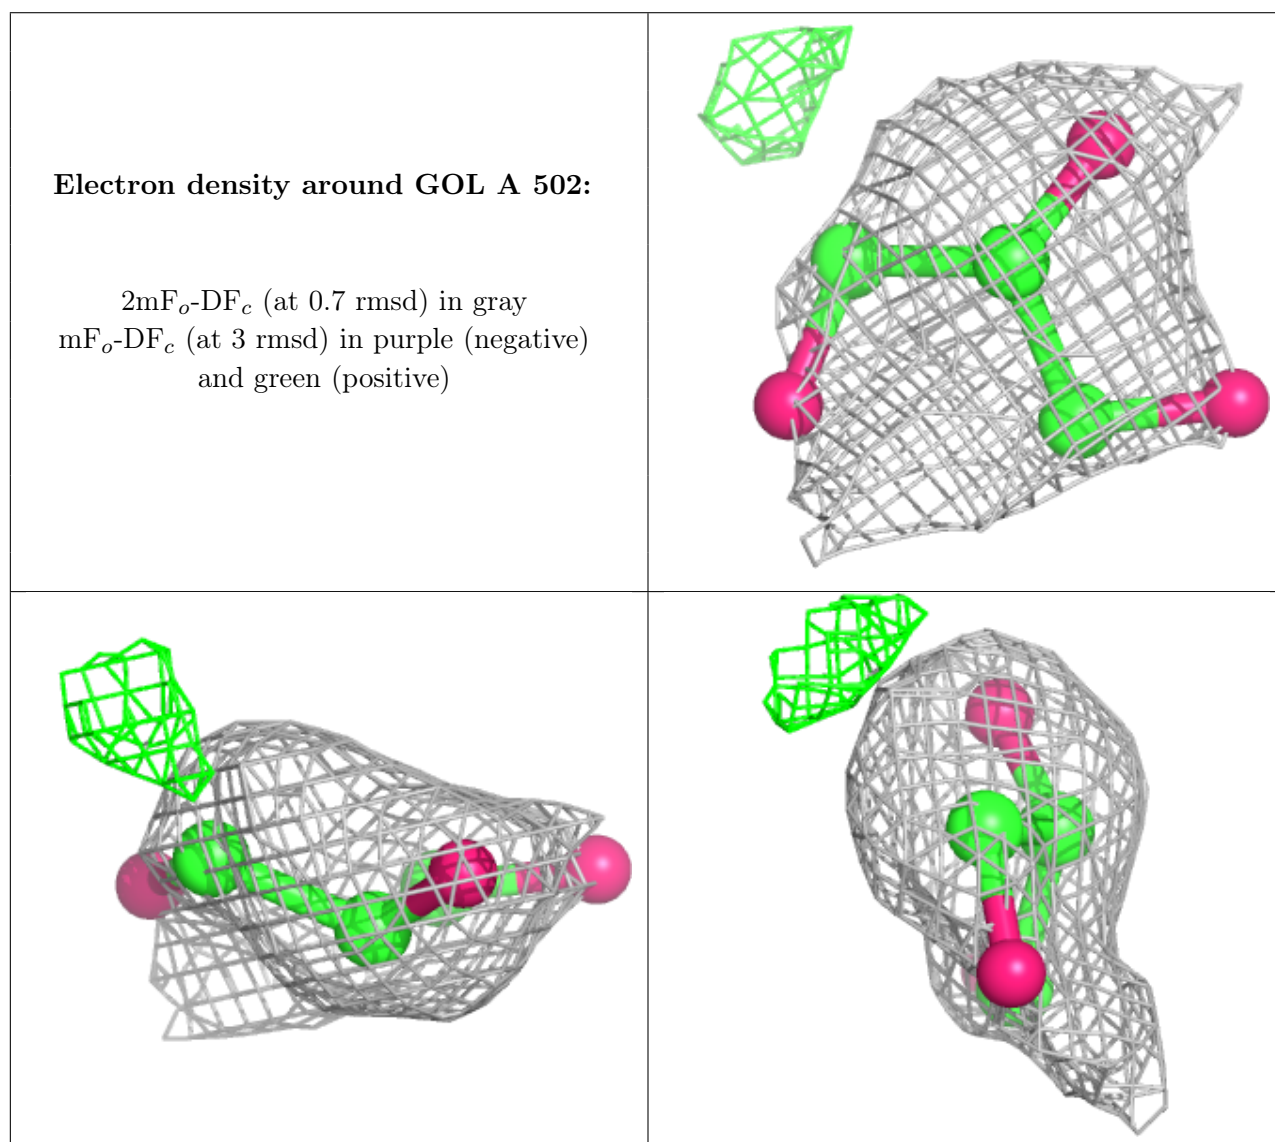 Electron density around GOL A 502:
2mFo-DFc (at 0.7 rmsd) in gray
mFo-DFc (at 3 rmsd) in purple (negative)
and green (positive)